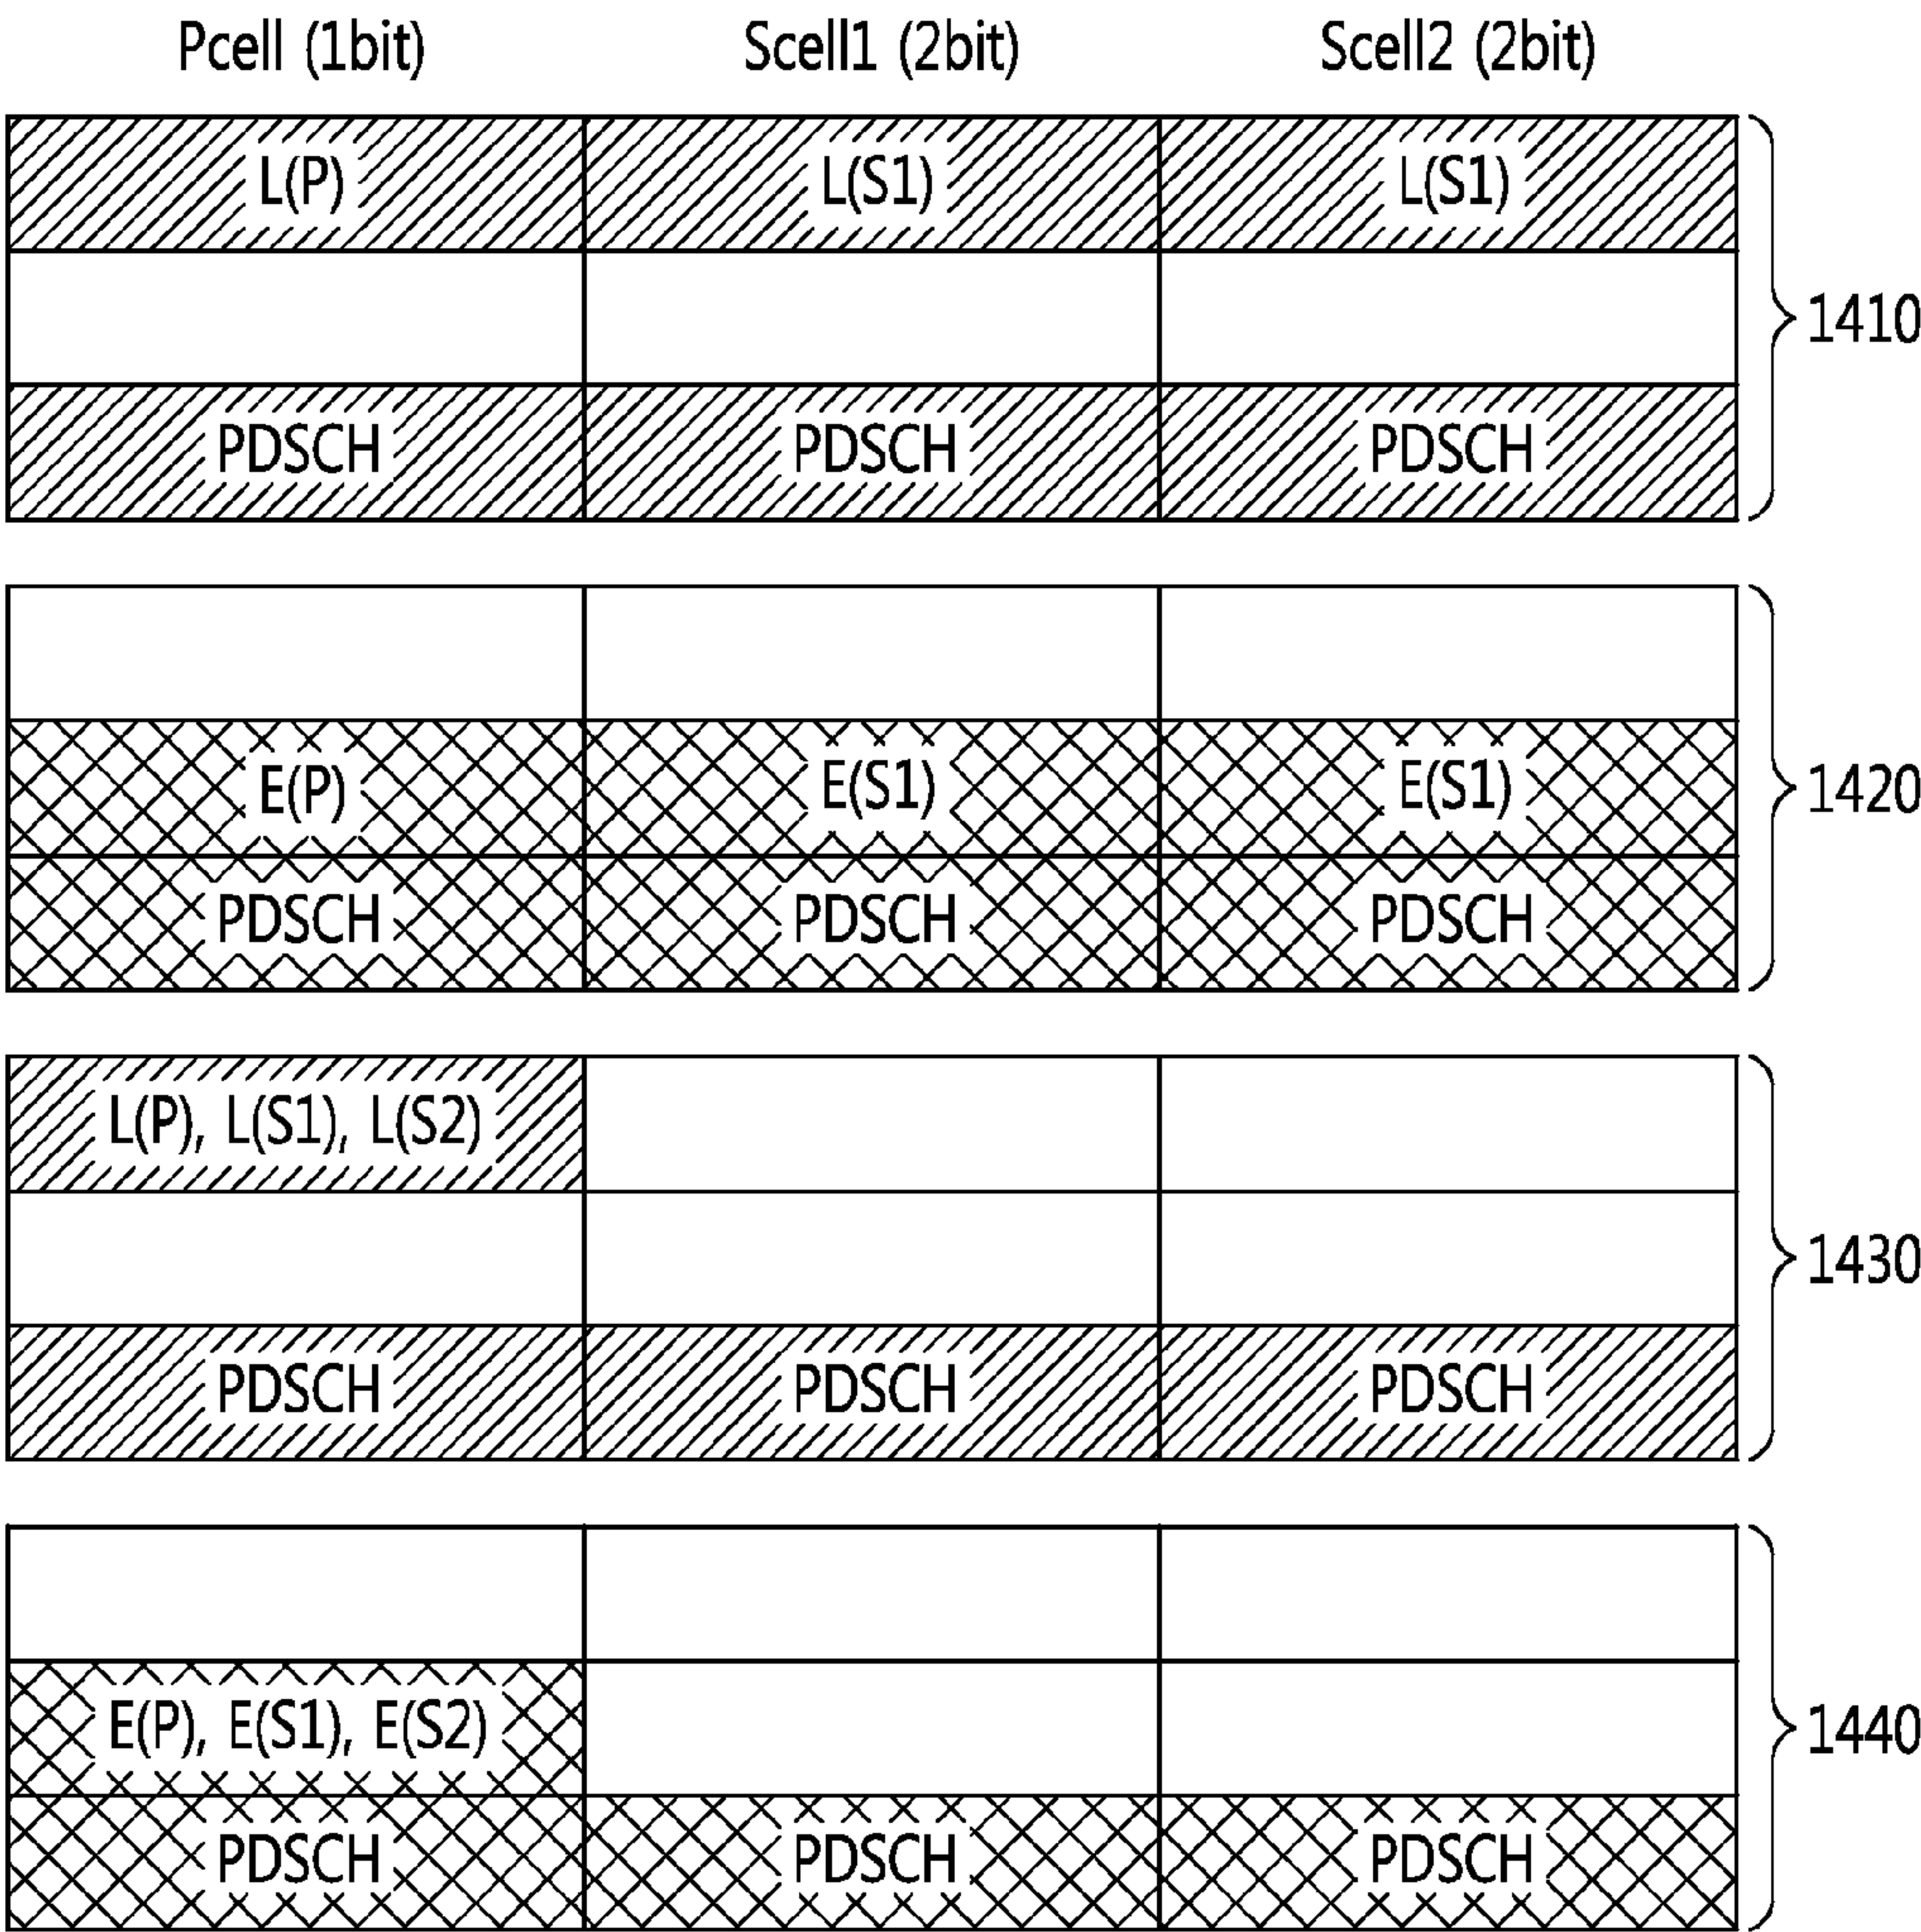 Pcell (1bit) Scell1 (2bit) Scell2 (2bit)
L(P) L(S1) L(S1)
1410
PDSCH PDSCH PDSCH
E(P) E(S1) E(S1)
1420
PDSCH PDSCH PDSCH
L(P), L(S1), L(S2)
1430
PDSCH PDSCH PDSCH
E(P), E(S1), E(S2)
1440
PDSCH PDSCH PDSCH